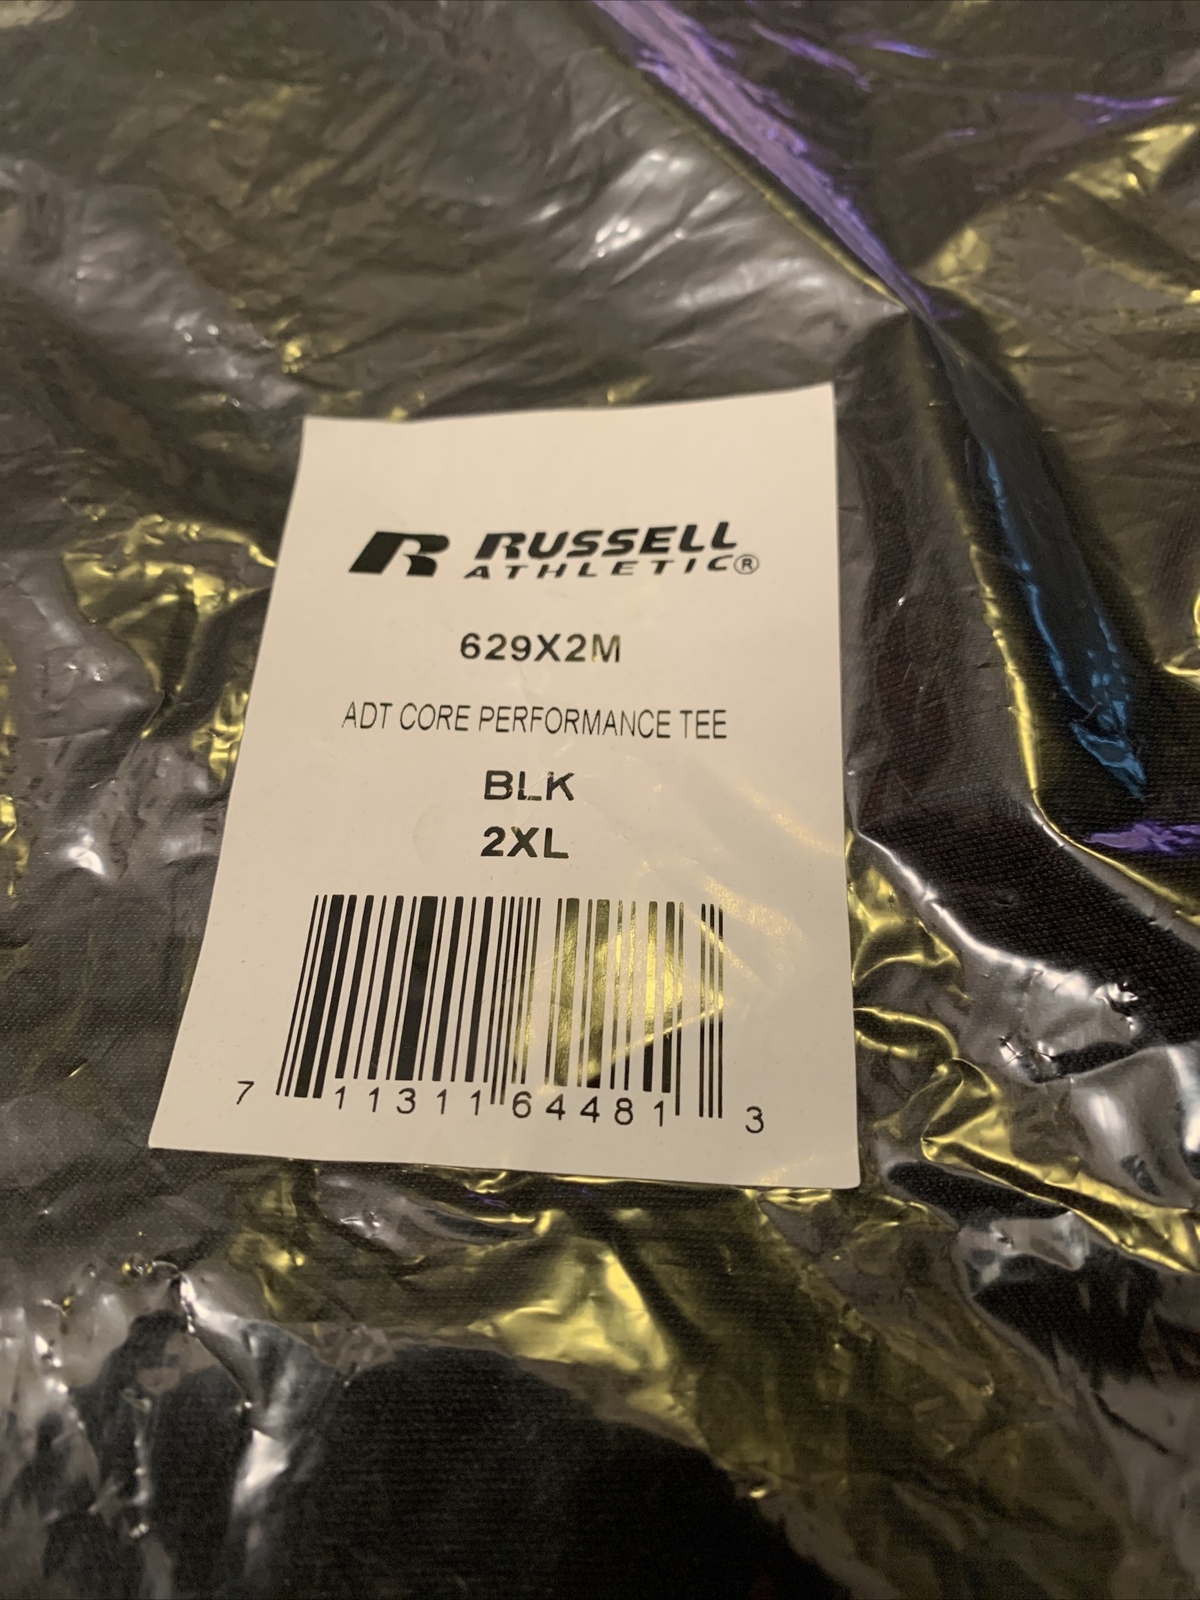 RUSSELL
ATHLETIC®
629X2M
ADT CORE PERFORMANCE TEE
BLK
2XL
7 11311 64481 3